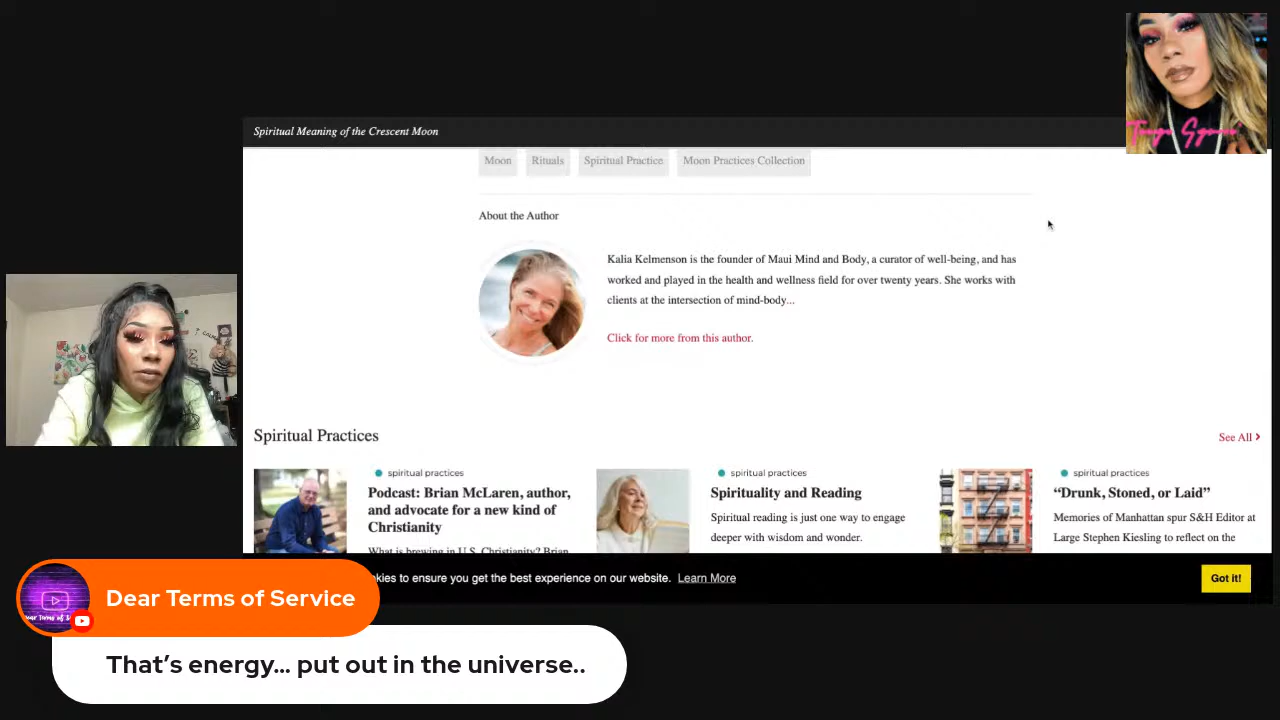 Spiritual Meaning of the Crescent Moon
Moon
Rituals
Spiritual Practice
Moon Practices Collection
About the Author
Kalia Kelmenson is the founder of Maui Mind and Body, a curator of well-being, and has
worked and played in the health and wellness field for over twenty years. She works with
clients at the intersection of mind-body...
Click for more from this author.
Spiritual Practices
See All
spiritual practices
Podcast: Brian McLaren, author,
and advocate for a new kind of
Christianity
What is brewing in U.S. Christianity? Brian
spiritual practices
Spirituality and Reading
Spiritual reading is just one way to engage
deeper with wisdom and wonder.
spiritual practices
“Drunk, Stoned, or Laid”
Memories of Manhattan spur S&H Editor at
Large Stephen Kiesling to reflect on the
to ensure you get the best experience on our website. Learn More
Got it!
Dear Terms of Service
That’s energy... put out in the universe..